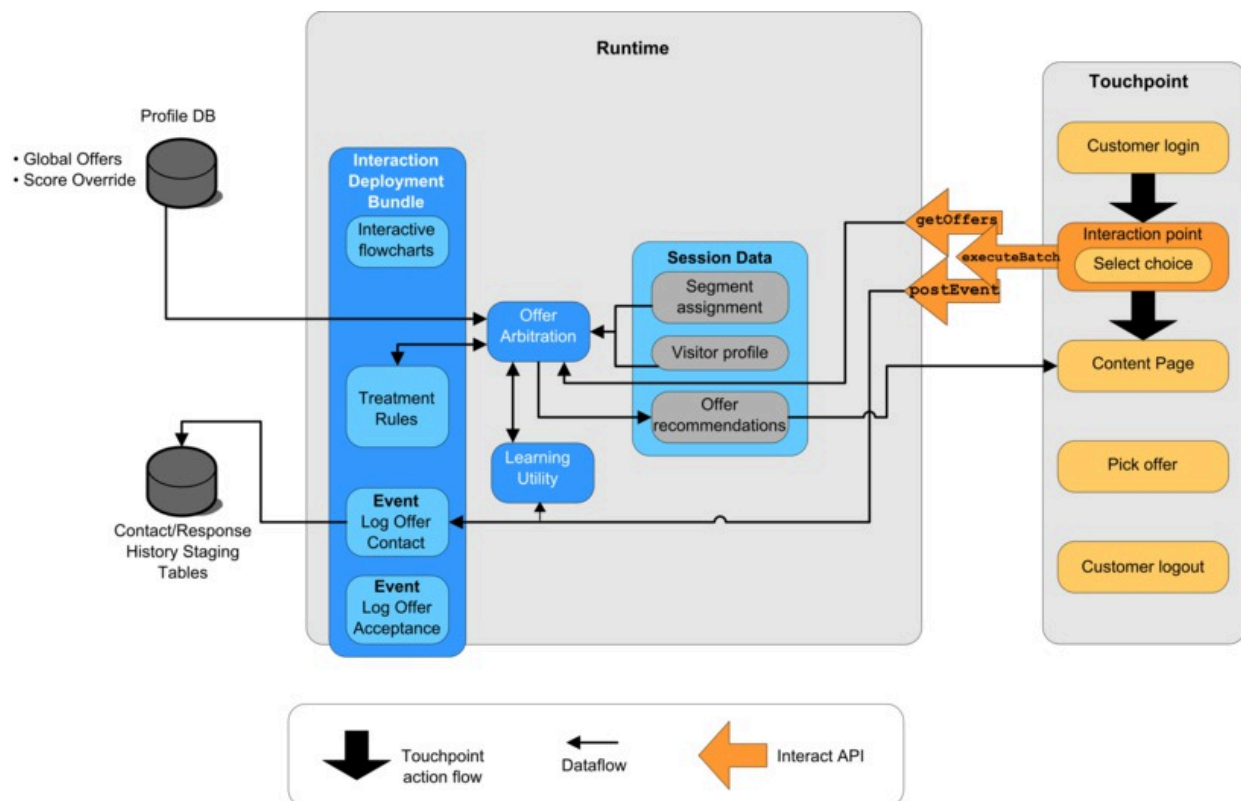 Runtime
Touchpoint
Profile DB
• Global Offers
• Score Override
Interaction
Deployment
Bundle
Interactive
flowcharts
Treatment
Rules
Event
Log Offer
Contact
Event
Log Offer
Acceptance
Contact/Response
History Staging
Tables
Offer
Arbitration
Learning
Utility
Session Data
Segment
assignment
Visitor profile
Offer
recommendations
getOffers
executeBatch
postEvent
Customer login
Interaction point
Select choice
Content Page
Pick offer
Customer logout
Touchpoint
action flow
Dataflow
Interact API